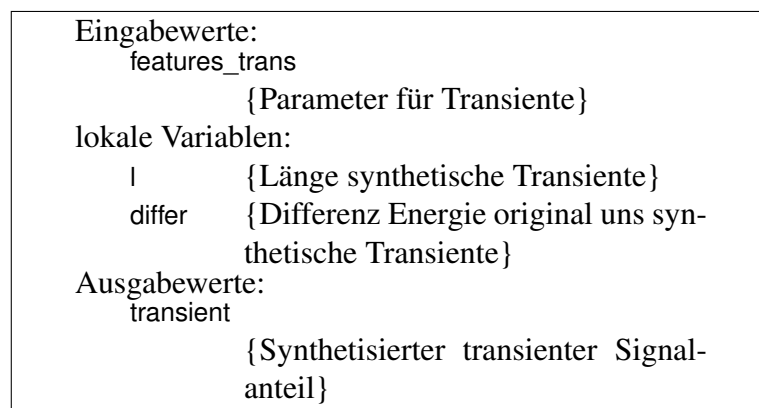 Eingabewerte:
features_trans
{Parameter für Transiente}
lokale Variablen:
l {Länge synthetische Transiente}
differ {Differenz Energie original uns syn-
thetische Transiente}
Ausgabewerte:
transient
{Synthetisierter transienter Signal-
anteil}